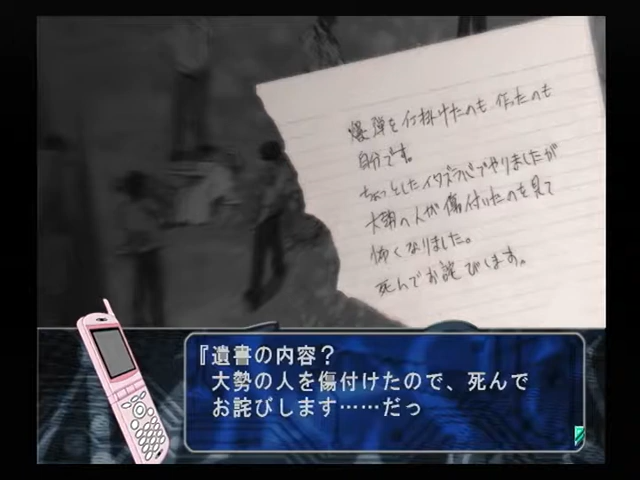 爆弾を仕掛けたのも作ったのも
自分です。
ちょっとしたイタズラ心でやりましたが
大勢の人が傷付いたのを見て
怖くなりました。
死んでお詫びします。
『遺書の内容？
大勢の人を傷付けたので、死んで
お詫びします……だっ